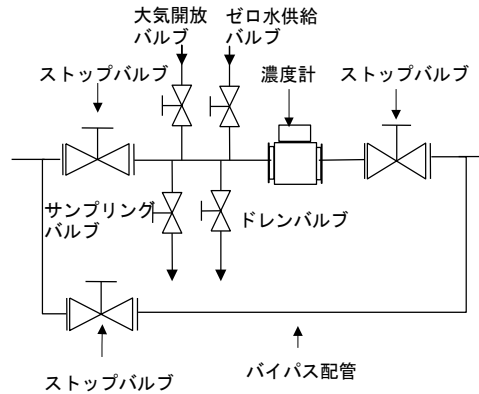 大気開放
バルブ
ゼロ水供給
バルブ
ストップバルブ
濃度計
ストップバルブ
サンプリング
バルブ
ドレンバルブ
ストップバルブ
バイパス配管